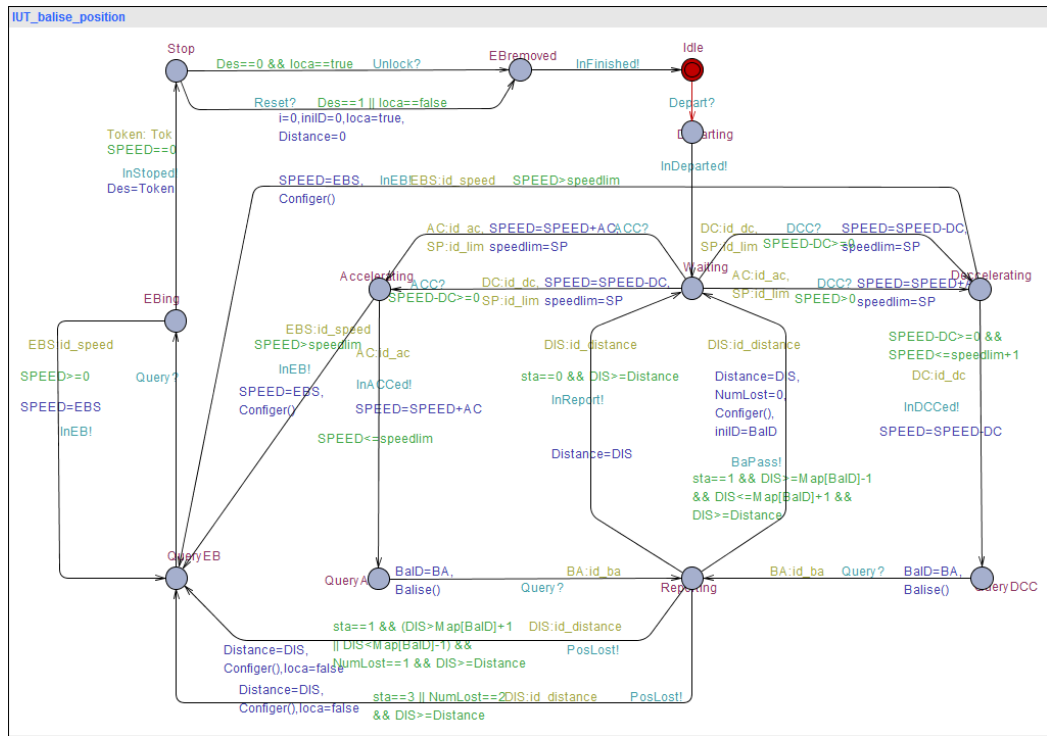 IUT_balise_position
Stop
EBremoved
Idle
Des==0 && loca==true Unlock?
InFinished!
Reset? Des==1 || loca==false
i=0,iniID=0,loca=true,
Distance=0
Depart?
Departing
InDeparted!
Token: Tok
SPEED==0
InStoped!
Des=Token
SPEED=EBS, InEB! EBS:id_speed SPEED>speedlim
Configer()
AC:id_ac, SPEED=SPEED+AC, ACC?
SP:id_lim speedlim=SP
DC:id_dc, DCC? SPEED=SPEED-DC,
SP:id_lim SPEED-DC>=0 speedlim=SP
Accelerating
Waiting
Deccelerating
ACC? DC:id_dc, SPEED=SPEED-DC,
SPEED-DC>=0 SP:id_lim speedlim=SP
AC:id_ac, DCC? SPEED=SPEED+A
SP:id_lim SPEED>0 speedlim=SP
EBing
EBS:id_speed
SPEED>=0
SPEED=EBS
InEB!
Query?
EBS:id_speed
SPEED>speedlim
InEB!
SPEED=EBS,
Configer()
AC:id_ac
InACCed!
SPEED=SPEED+AC
SPEED<=speedlim
DIS:id_distance
sta==0 && DIS>=Distance
InReport!
Distance=DIS
DIS:id_distance
Distance=DIS,
NumLost=0,
Configer(),
iniID=BaID
BaPass!
sta==1 && DIS>=Map[BaID]-1
&& DIS<=Map[BaID]+1 &&
DIS>=Distance
SPEED-DC>=0 &&
SPEED<=speedlim+1
DC:id_dc
InDCCed!
SPEED=SPEED-DC
QueryEB
QueryA
BaID=BA, BA:id_ba
Balise() Query?
Reporting
BA:id_ba Query? BaID=BA,
Balise()
QueryDCC
sta==1 && (DIS>Map[BaID]+1 DIS:id_distance
|| DIS<Map[BaID]-1) &&
NumLost==1 && DIS>=Distance
PosLost!
Distance=DIS,
Configer(),loca=false
Distance=DIS,
Configer(),loca=false
sta==3 || NumLost==2 DIS:id_distance PosLost!
&& DIS>=Distance